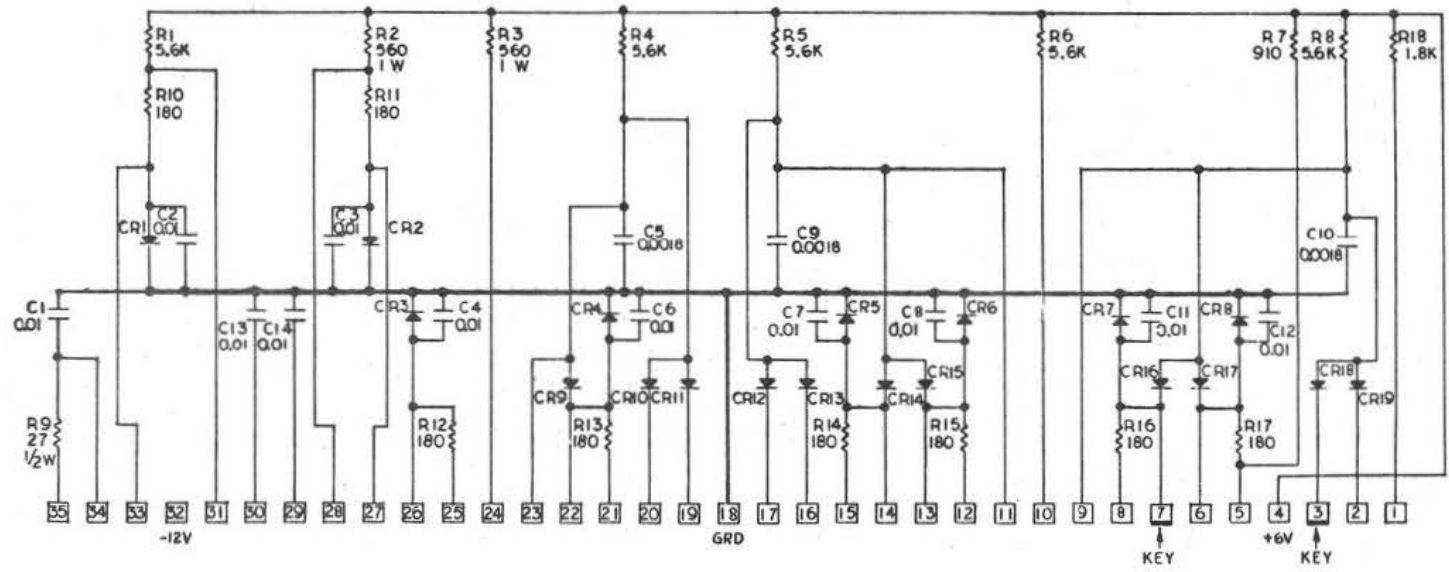 R1 5.6K
R2 560 1 W
R3 560 1 W
R4 5.6K
R5 5.6K
R6 5.6K
R7 910
R8 5.6K
R18 1.8K
R10 180
R11 180
CR1
C2 0.01
C3 0.01
CR2
C5 0.0018
C9 0.0018
C10 0.0018
C1 0.01
C13 0.01
C14 0.01
CR3
C4 0.01
CR4
C6 0.01
C7 0.01
CR5
C8 0.01
CR6
CR7
C11 0.01
CR8
C12 0.01
CR9
CR10
CR11
CR12
CR13
CR14
CR15
CR16
CR17
CR18
CR19
R9 27 1/2W
R12 180
R13 180
R14 180
R15 180
R16 180
R17 180
35 34 33 32 31 30 29 28 27 26 25 24 23 22 21 20 19 18 17 16 15 14 13 12 11 10 9 8 7 6 5 4 3 2 1
-12V GRD +6V
KEY KEY